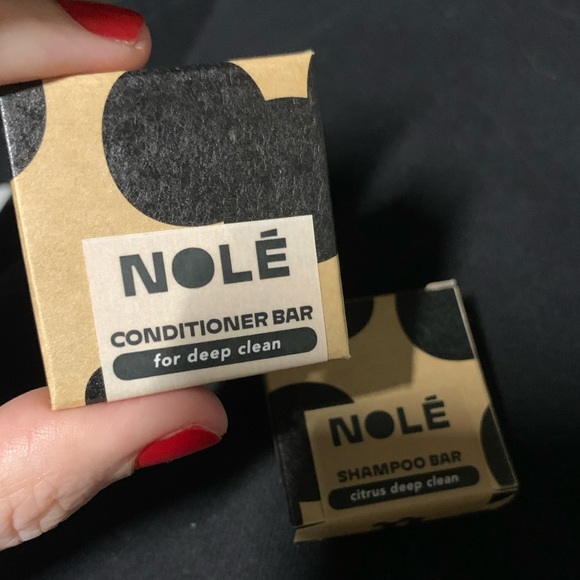 NOLÉ
CONDITIONER BAR
for deep clean
NOLÉ
SHAMPOO BAR
citrus deep clean